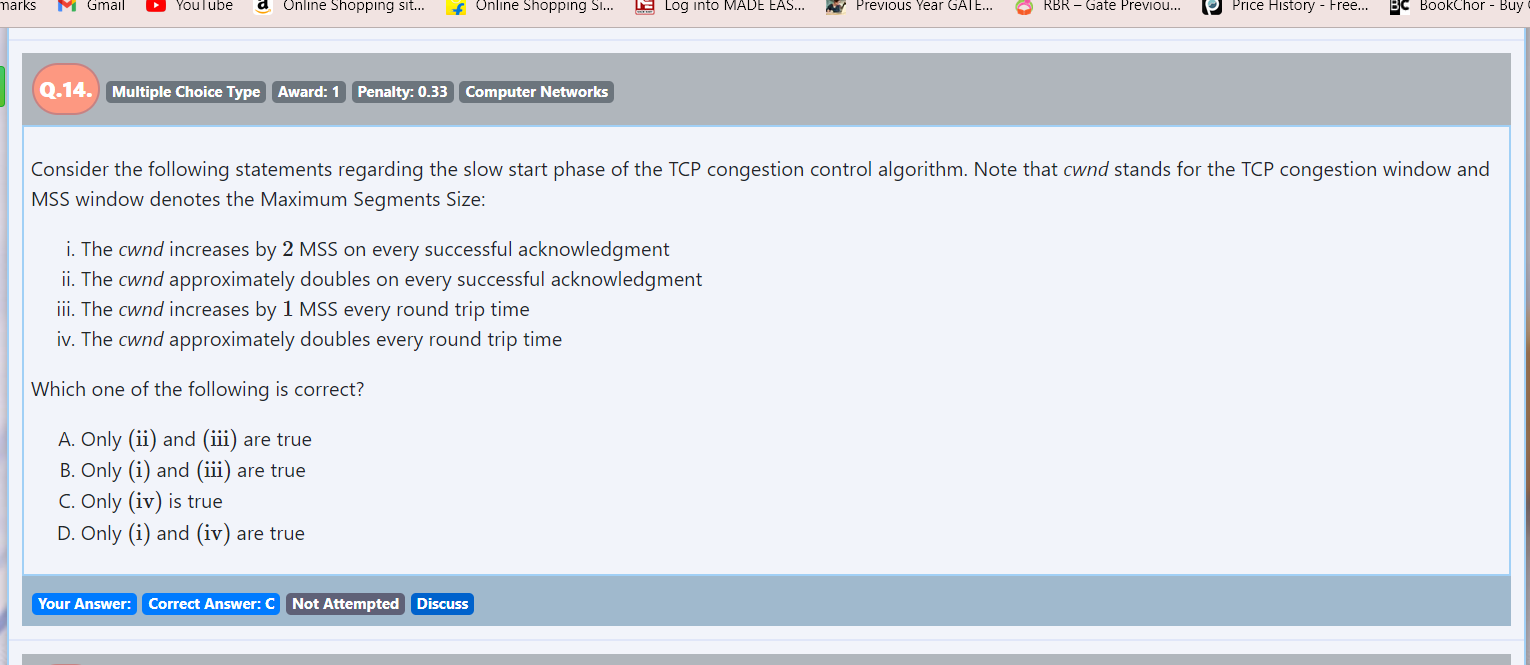 marks Gmail YouTube Online Shopping sit... Online Shopping Si... Log into MADE EAS... Previous Year GATE... RBR – Gate Previou... Price History - Free... BC BookChor - Buy
Q.14. Multiple Choice Type Award: 1 Penalty: 0.33 Computer Networks
Consider the following statements regarding the slow start phase of the TCP congestion control algorithm. Note that cwnd stands for the TCP congestion window and
MSS window denotes the Maximum Segments Size:
i. The cwnd increases by 2 MSS on every successful acknowledgment
ii. The cwnd approximately doubles on every successful acknowledgment
iii. The cwnd increases by 1 MSS every round trip time
iv. The cwnd approximately doubles every round trip time
Which one of the following is correct?
A. Only (ii) and (iii) are true
B. Only (i) and (iii) are true
C. Only (iv) is true
D. Only (i) and (iv) are true
Your Answer: Correct Answer: C Not Attempted Discuss